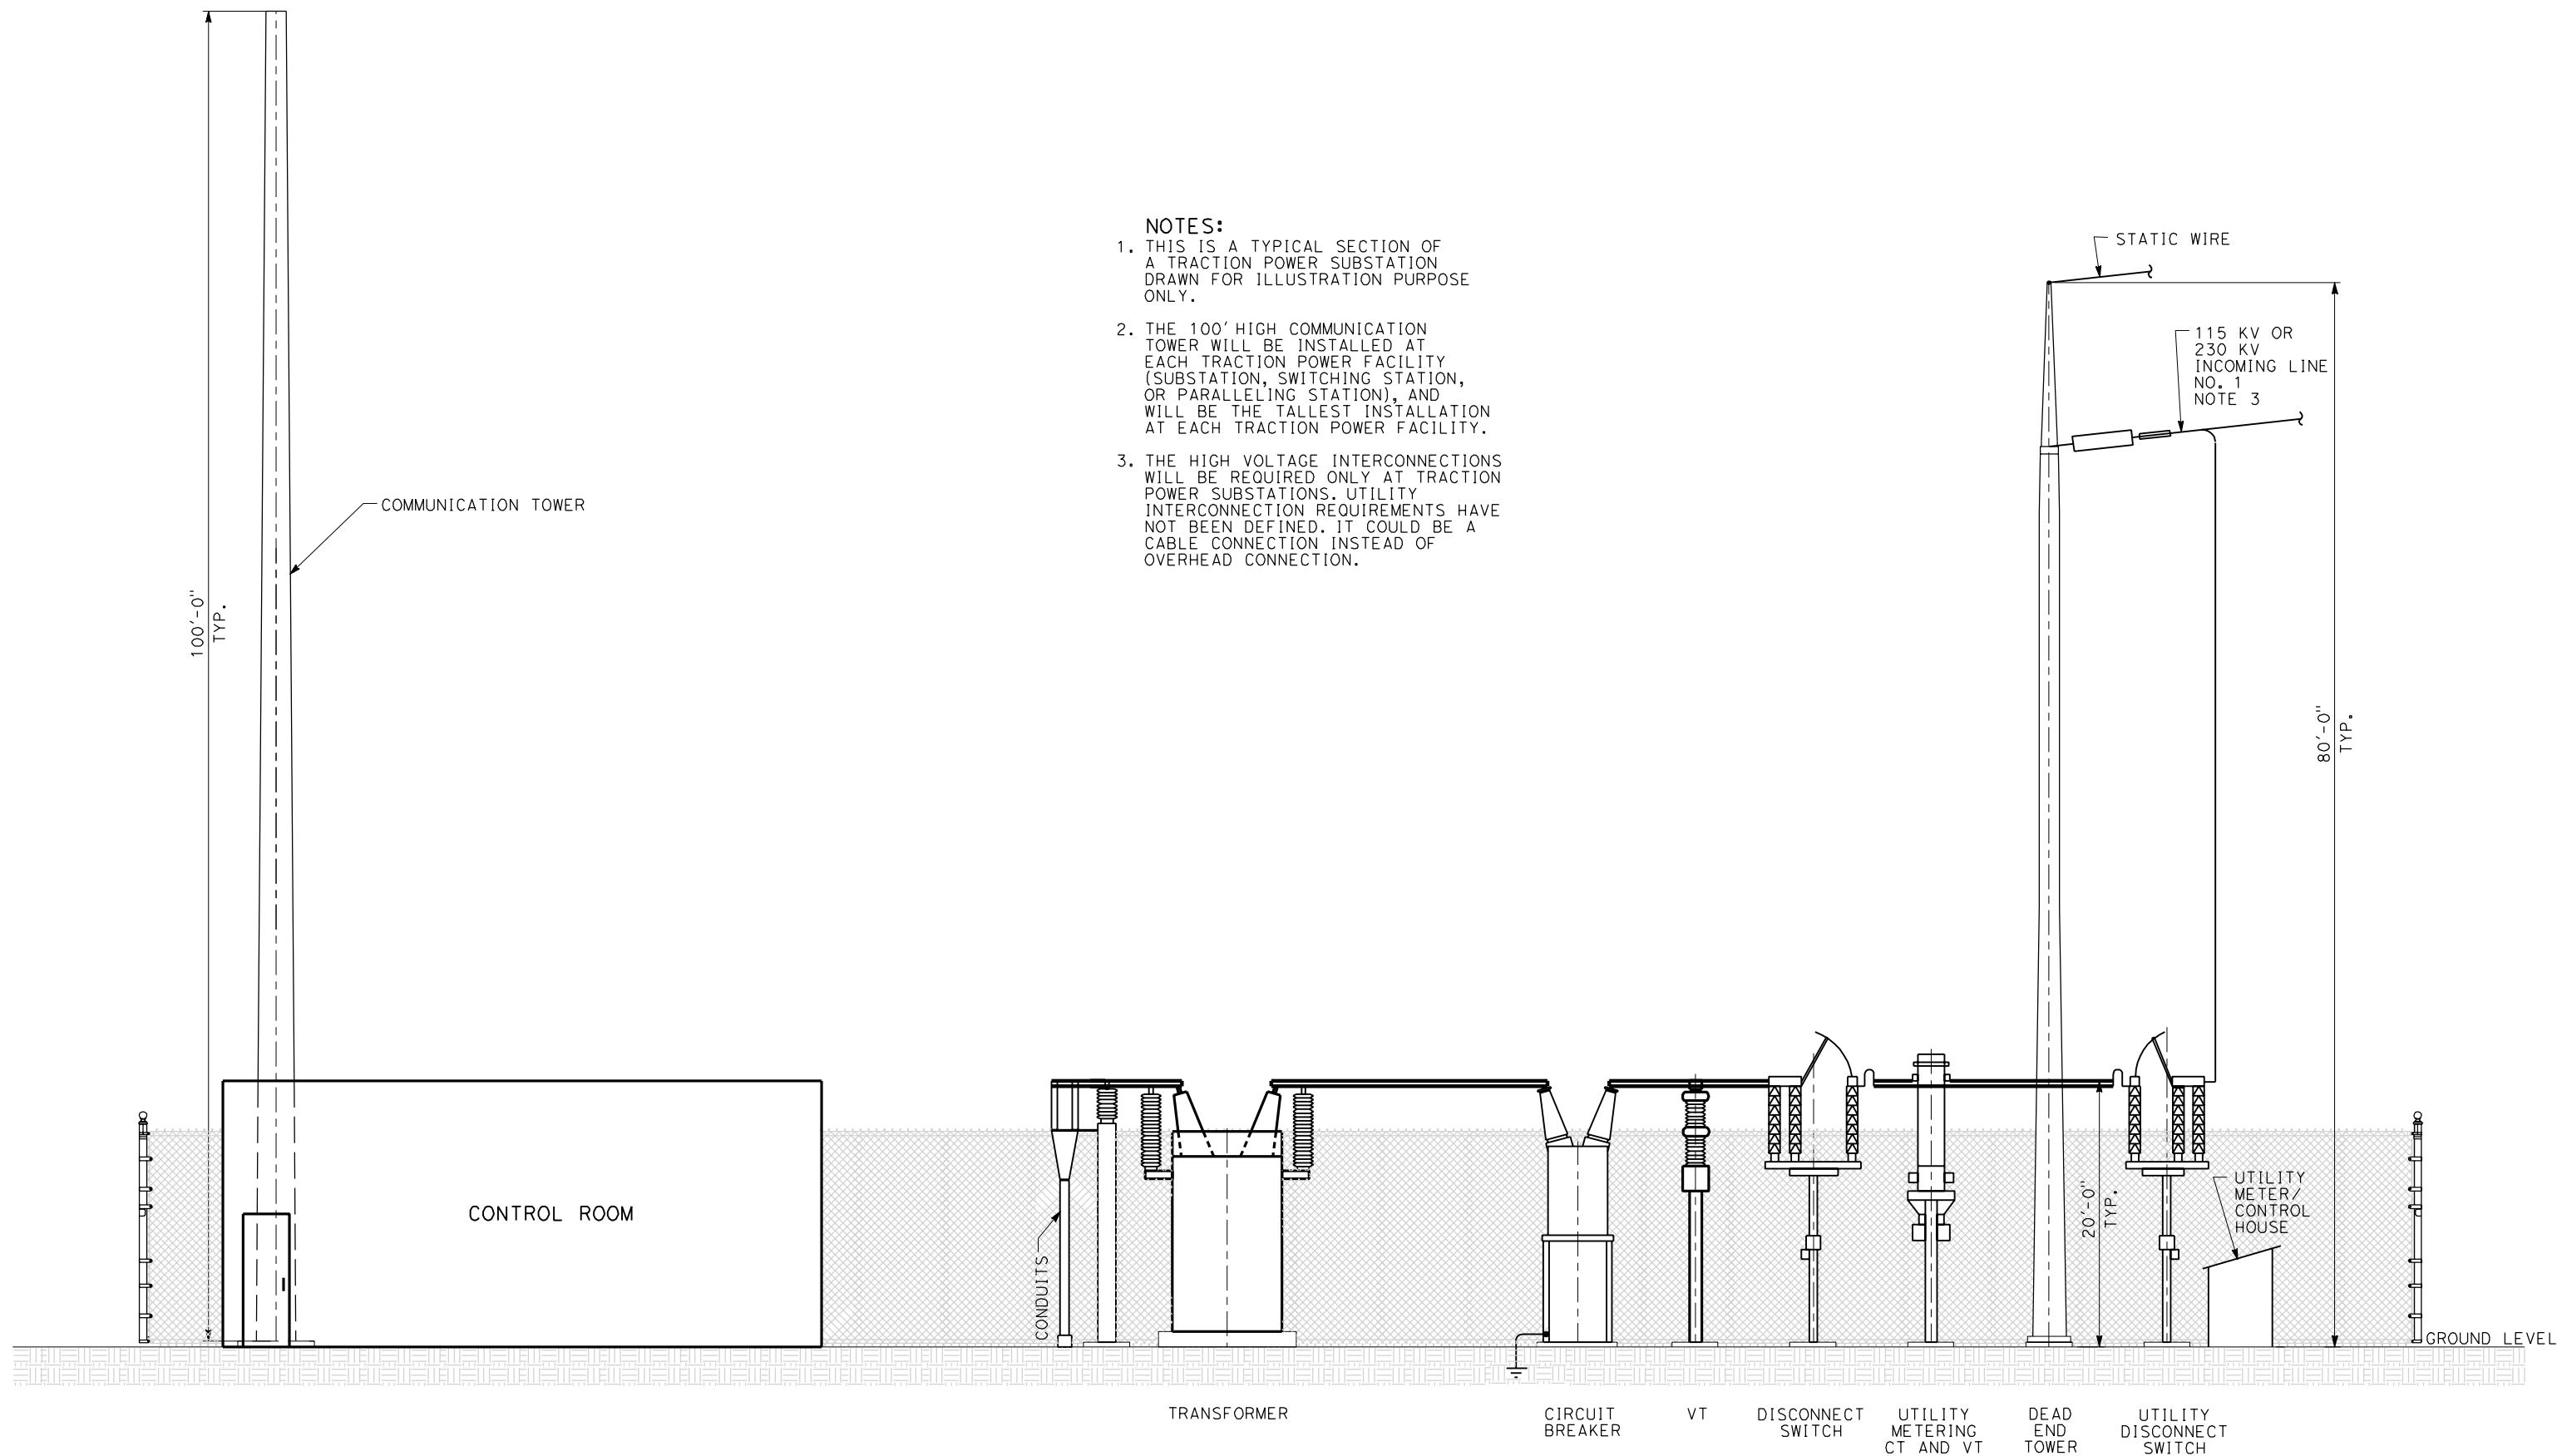 NOTES:
1. THIS IS A TYPICAL SECTION OF
A TRACTION POWER SUBSTATION
DRAWN FOR ILLUSTRATION PURPOSE
ONLY.
2. THE 100' HIGH COMMUNICATION
TOWER WILL BE INSTALLED AT
EACH TRACTION POWER FACILITY
(SUBSTATION, SWITCHING STATION,
OR PARALLELING STATION), AND
WILL BE THE TALLEST INSTALLATION
AT EACH TRACTION POWER FACILITY.
3. THE HIGH VOLTAGE INTERCONNECTIONS
WILL BE REQUIRED ONLY AT TRACTION
POWER SUBSTATIONS. UTILITY
INTERCONNECTION REQUIREMENTS HAVE
NOT BEEN DEFINED. IT COULD BE A
CABLE CONNECTION INSTEAD OF
OVERHEAD CONNECTION.
STATIC WIRE
115 KV OR
230 KV
INCOMING LINE
NO. 1
NOTE 3
COMMUNICATION TOWER
100'-0"
TYP.
80'-0"
TYP.
CONTROL ROOM
CONDUITS
20'-0"
TYP.
UTILITY
METER/
CONTROL
HOUSE
GROUND LEVEL
TRANSFORMER
CIRCUIT
BREAKER
VT
DISCONNECT
SWITCH
UTILITY
METERING
CT AND VT
DEAD
END
TOWER
UTILITY
DISCONNECT
SWITCH